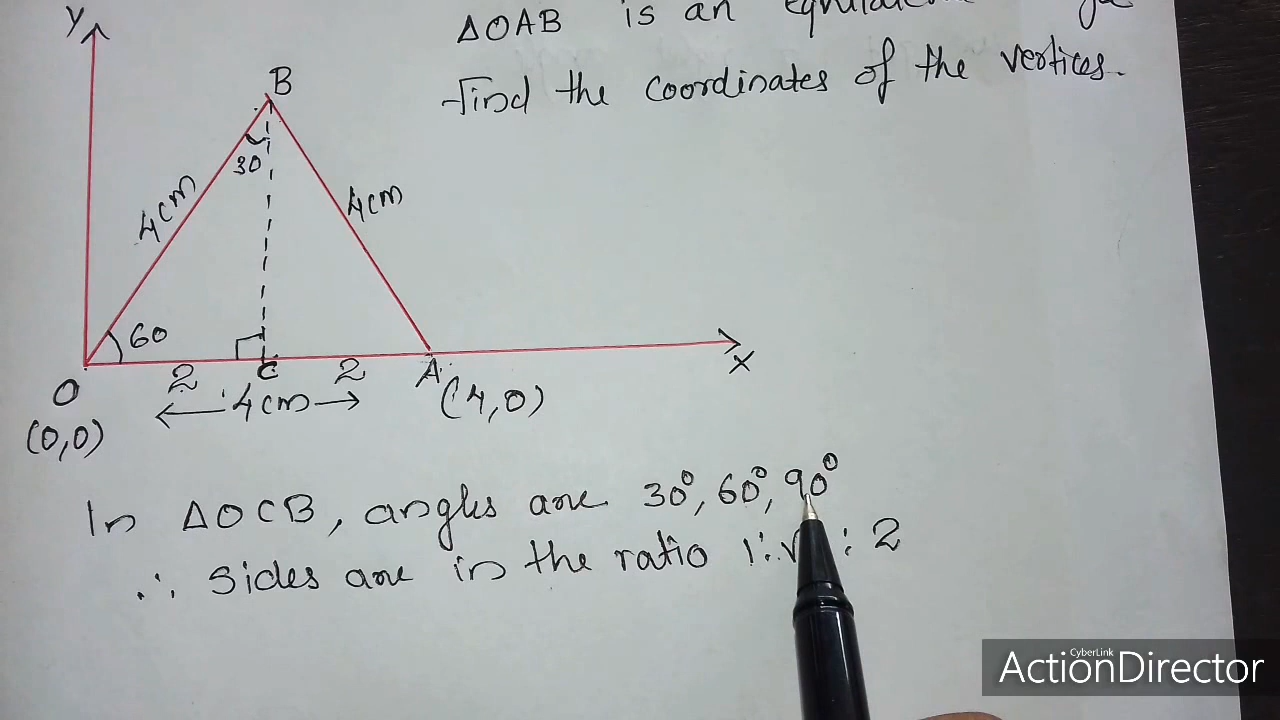 y
ΔOAB is an
Find the coordinates of the vertices.
B
30
4cm
4cm
60
O
2
C
2
A
x
4cm
(4,0)
(0,0)
In ΔOCB, angles are 30°, 60°, 90°
∴ Sides are in the ratio 1: : 2
CyberLink
ActionDirector